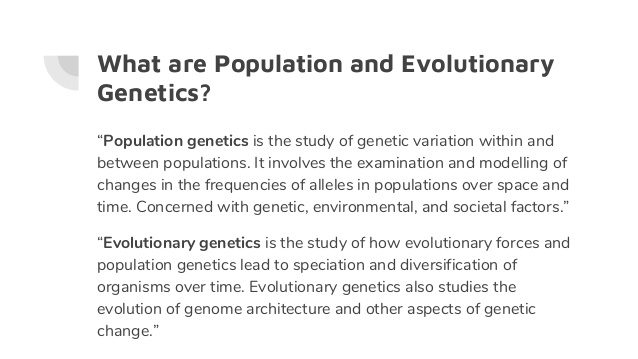 What are Population and Evolutionary
Genetics?
“Population genetics is the study of genetic variation within and
between populations. It involves the examination and modelling of
changes in the frequencies of alleles in populations over space and
time. Concerned with genetic, environmental, and societal factors.”
“Evolutionary genetics is the study of how evolutionary forces and
population genetics lead to speciation and diversification of
organisms over time. Evolutionary genetics also studies the
evolution of genome architecture and other aspects of genetic
change.”